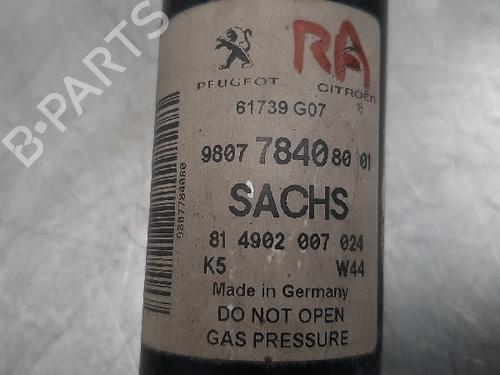 B-PARTS
RA
PEUGEOT CITROËN
61739 G07
9807 7840 80 01
SACHS
81 4902 007 024
K5 W44
Made in Germany
DO NOT OPEN
GAS PRESSURE
9807784080